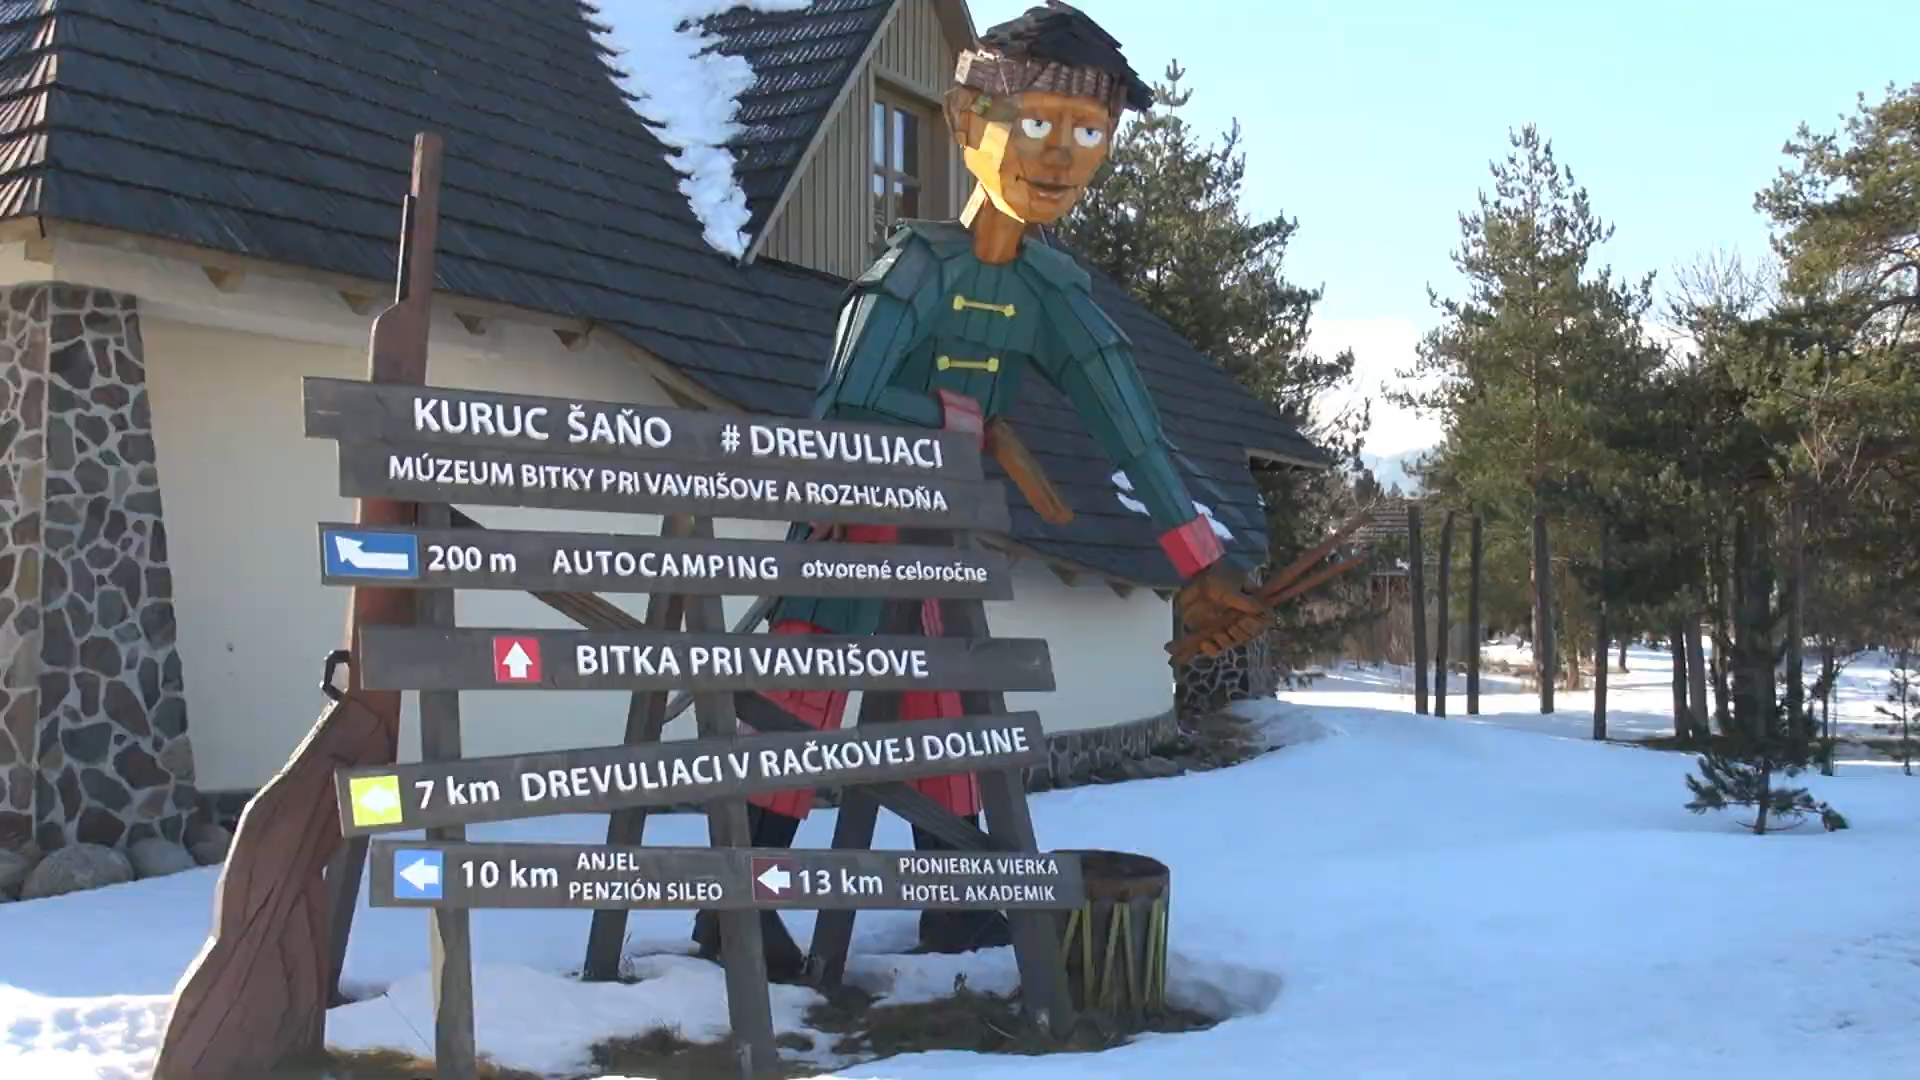 KURUC ŠAŇO # DREVULIACI
MÚZEUM BITKY PRI VAVRIŠOVE A ROZHĽADŇA
200 m AUTOCAMPING otvorené celoročne
BITKA PRI VAVRIŠOVE
7 km DREVULIACI V RAČKOVEJ DOLINE
10 km ANJEL
PENZIÓN SILEO
13 km PIONIERKA VIERKA
HOTEL AKADEMIK